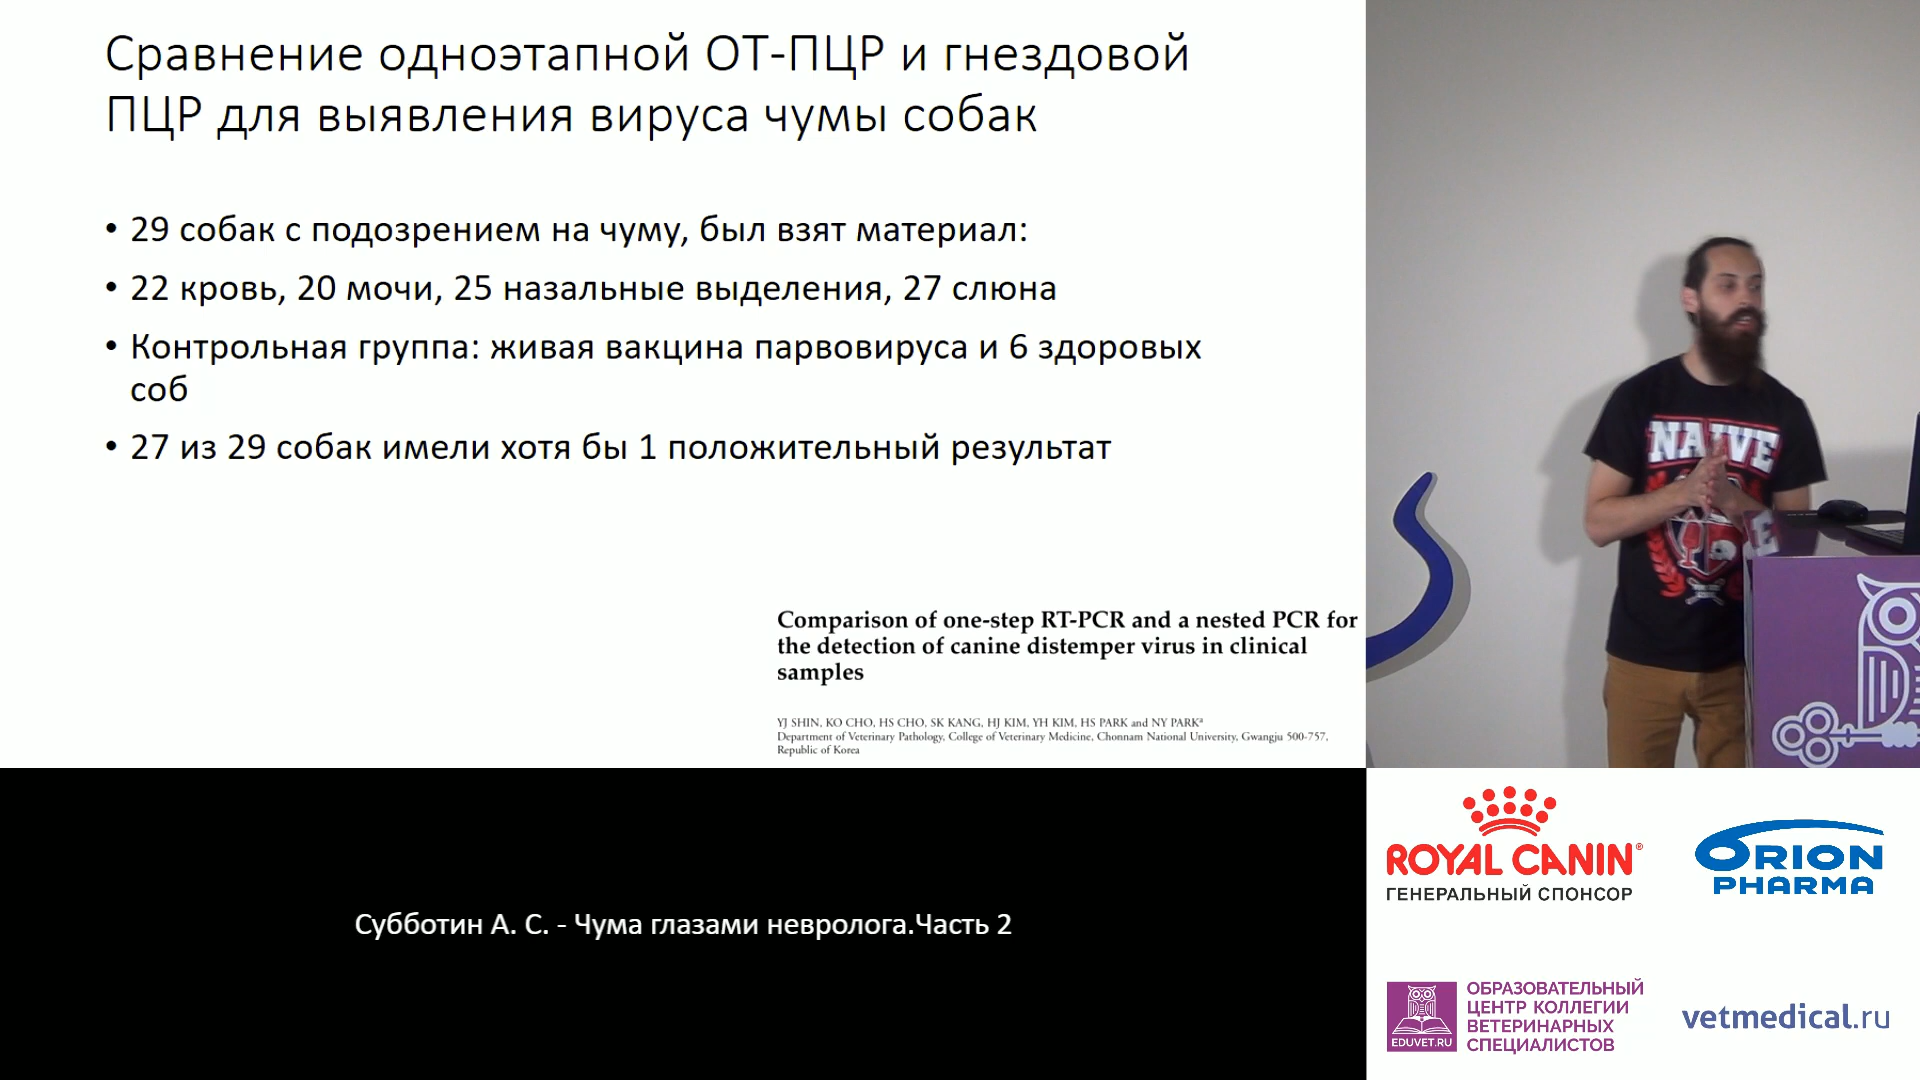 Сравнение одноэтапной ОТ-ПЦР и гнездовой
ПЦР для выявления вируса чумы собак
• 29 собак с подозрением на чуму, был взят материал:
• 22 кровь, 20 мочи, 25 назальные выделения, 27 слюна
• Контрольная группа: живая вакцина парвовируса и 6 здоровых
соб
• 27 из 29 собак имели хотя бы 1 положительный результат
Comparison of one-step RT-PCR and a nested PCR for
the detection of canine distemper virus in clinical
samples
YJ SHIN, KO CHO, HS CHO, SK KANG, HJ KIM, YH KIM, HS PARK and NY PARKª
Department of Veterinary Pathology, College of Veterinary Medicine, Chonnam National University, Gwangju 500-757,
Republic of Korea
NAIVE
Субботин А. С. - Чума глазами невролога.Часть 2
ROYAL CANIN®
ГЕНЕРАЛЬНЫЙ СПОНСОР
ORION
PHARMA
EDUVET.RU
ОБРАЗОВАТЕЛЬНЫЙ
ЦЕНТР КОЛЛЕГИИ
ВЕТЕРИНАРНЫХ
СПЕЦИАЛИСТОВ
vetmedical.ru